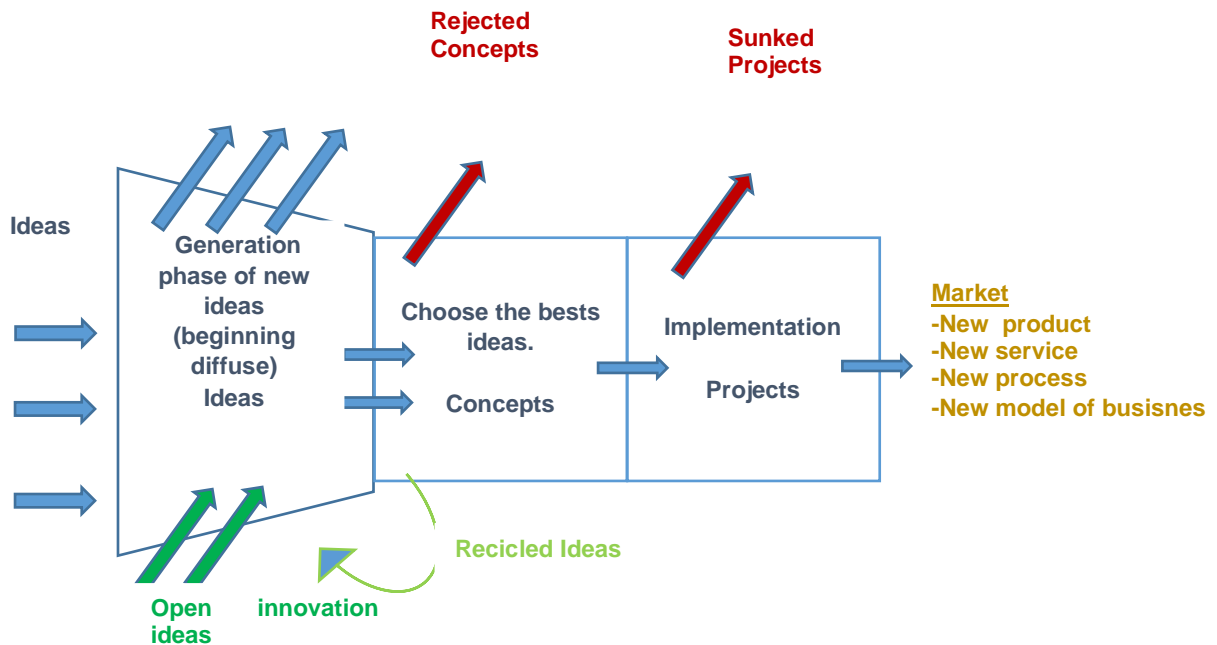 Rejected
Concepts
Sunked
Projects
Ideas
Generation
phase of new
ideas
(beginning
diffuse)
Ideas
Choose the bests
ideas.
Concepts
Implementation
Projects
Market
-New  product
-New service
-New process
-New model of busisnes
Recicled Ideas
Open innovation
ideas